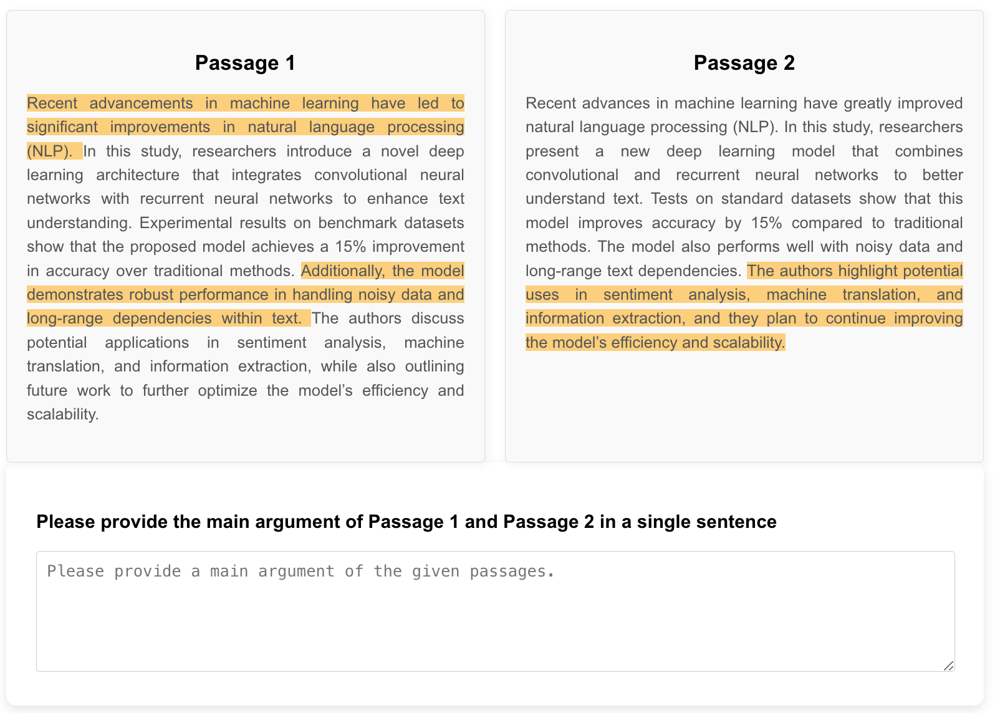 Passage 1
Recent advancements in machine learning have led to
significant improvements in natural language processing
(NLP). In this study, researchers introduce a novel deep
learning architecture that integrates convolutional neural
networks with recurrent neural networks to enhance text
understanding. Experimental results on benchmark datasets
show that the proposed model achieves a 15% improvement
in accuracy over traditional methods. Additionally, the model
demonstrates robust performance in handling noisy data and
long-range dependencies within text. The authors discuss
potential applications in sentiment analysis, machine
translation, and information extraction, while also outlining
future work to further optimize the model’s efficiency and
scalability.
Passage 2
Recent advances in machine learning have greatly improved
natural language processing (NLP). In this study, researchers
present a new deep learning model that combines
convolutional and recurrent neural networks to better
understand text. Tests on standard datasets show that this
model improves accuracy by 15% compared to traditional
methods. The model also performs well with noisy data and
long-range text dependencies. The authors highlight potential
uses in sentiment analysis, machine translation, and
information extraction, and they plan to continue improving
the model’s efficiency and scalability.
Please provide the main argument of Passage 1 and Passage 2 in a single sentence
Please provide a main argument of the given passages.